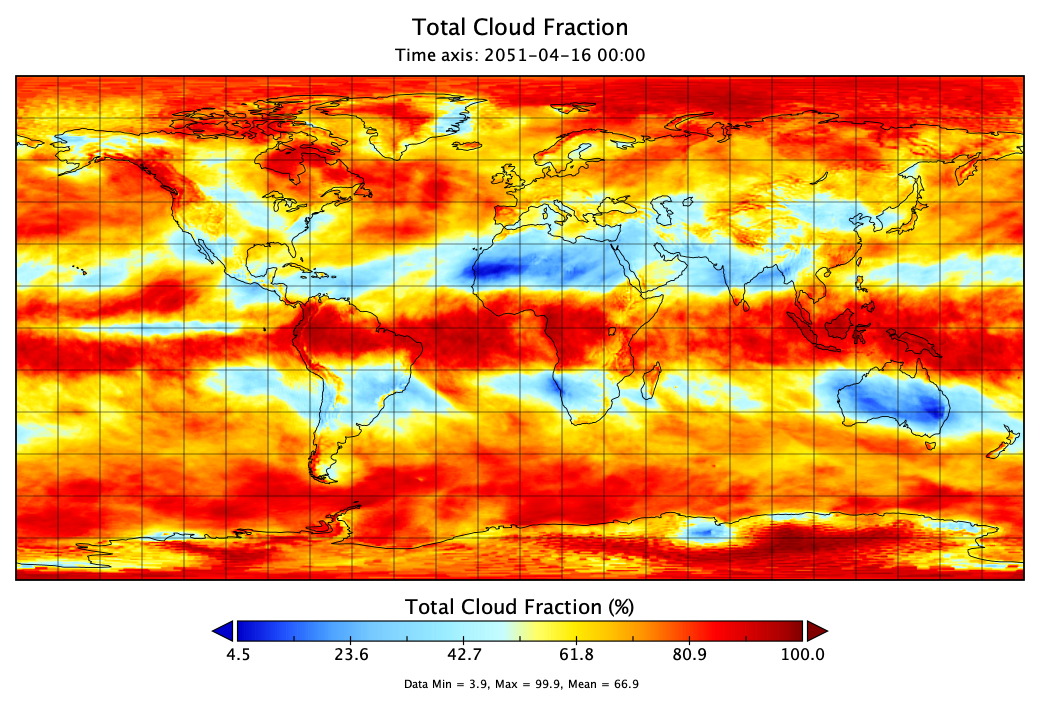 Total Cloud Fraction
Time axis: 2051-04-16 00:00
Total Cloud Fraction (%)
4.5 23.6 42.7 61.8 80.9 100.0
Data Min = 3.9, Max = 99.9, Mean = 66.9